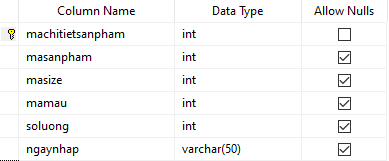 Column Name Data Type Allow Nulls
machitietsanpham int
masanpham int
masize int
mamau int
soluong int
ngaynhap varchar(50)